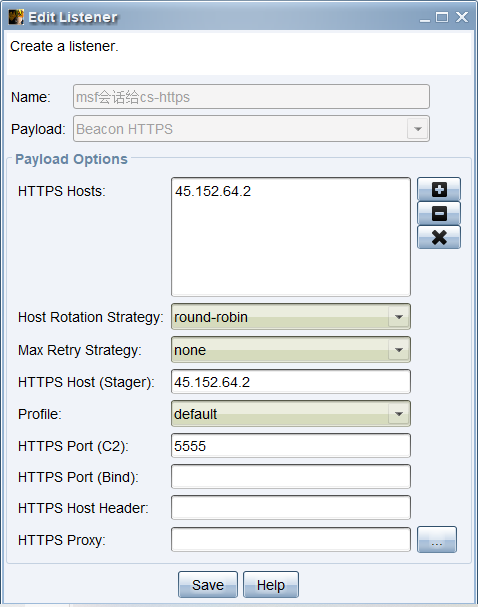 Edit Listener
Create a listener.
Name: msf会话给cs-https
Payload: Beacon HTTPS
Payload Options
HTTPS Hosts: 45.152.64.2
Host Rotation Strategy: round-robin
Max Retry Strategy: none
HTTPS Host (Stager): 45.152.64.2
Profile: default
HTTPS Port (C2): 5555
HTTPS Port (Bind):
HTTPS Host Header:
HTTPS Proxy: ...
Save Help